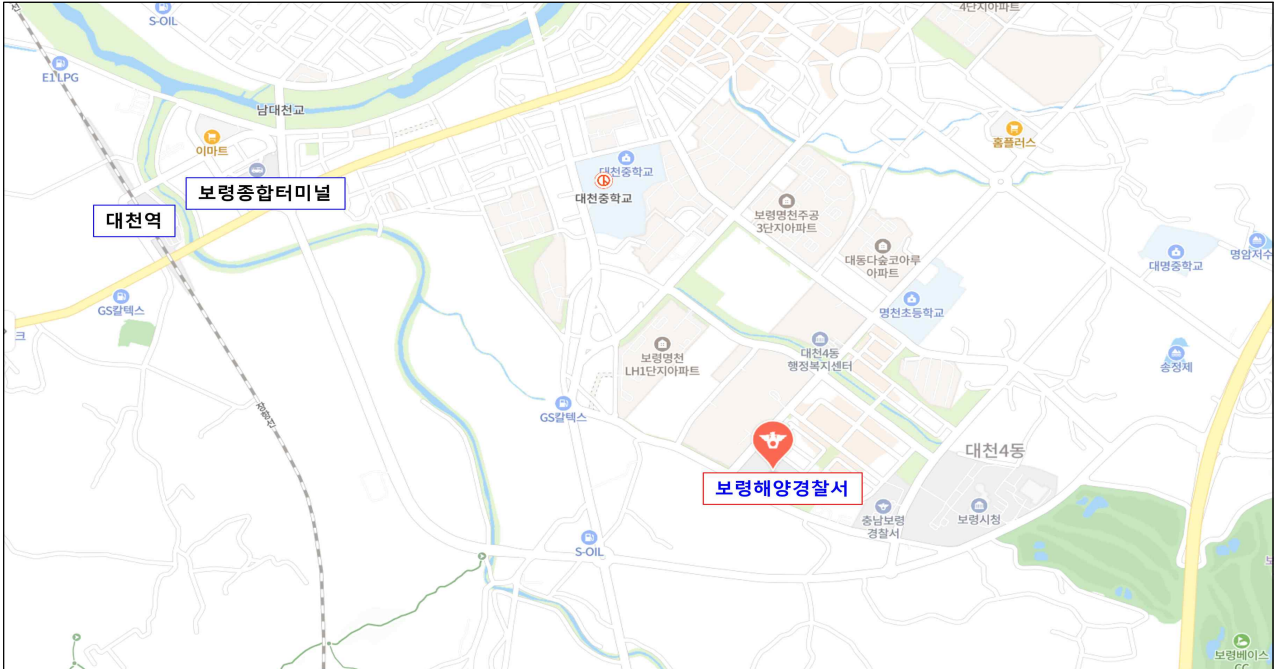 S-OIL
4단지아파트
E1 LPG
남대천교
이마트
홈플러스
대천중학교
대천중학교
보령종합터미널
대천역
보령명천주공
3단지아파트
대동다숲코아루
아파트
대명중학교
명암저수
GS칼텍스
명천초등학교
크
보령명천
LH1단지아파트
대천4동
행정복지센터
송정제
장항선
GS칼텍스
대천4동
보령해양경찰서
충남보령
경찰서
보령시청
S-OIL
보령베이스
CC